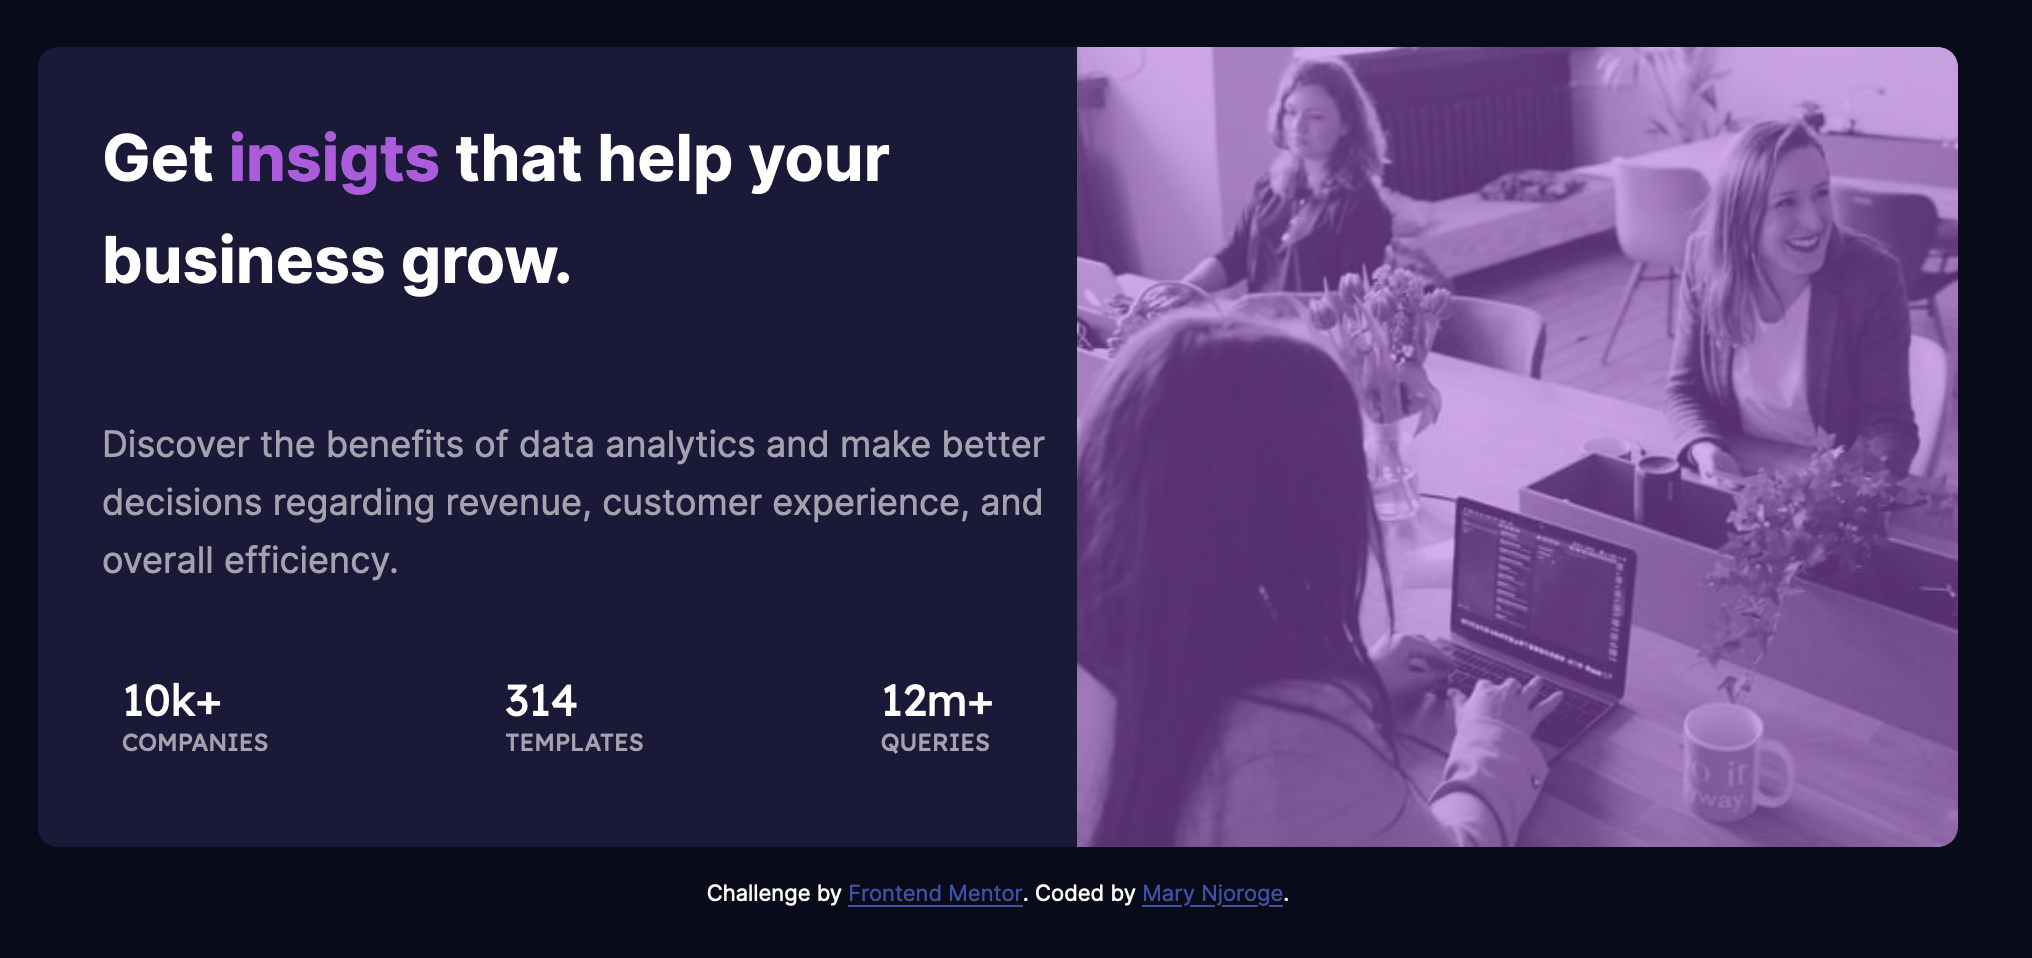 Get insigts that help your
business grow.
Discover the benefits of data analytics and make better
decisions regarding revenue, customer experience, and
overall efficiency.
10k+
COMPANIES
314
TEMPLATES
12m+
QUERIES
Challenge by Frontend Mentor. Coded by Mary Njoroge.